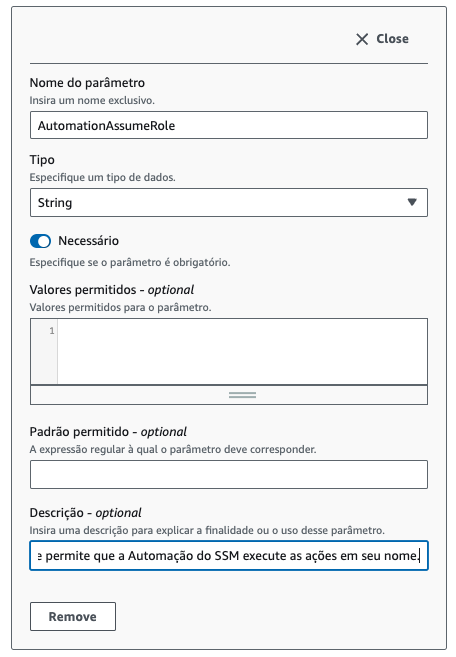 Close
Nome do parâmetro
Insira um nome exclusivo.
AutomationAssumeRole
Tipo
Especifique um tipo de dados.
String
Necessário
Especifique se o parâmetro é obrigatório.
Valores permitidos - optional
Valores permitidos para o parâmetro.
1
Padrão permitido - optional
A expressão regular à qual o parâmetro deve corresponder.
Descrição - optional
Insira uma descrição para explicar a finalidade ou o uso desse parâmetro.
e permite que a Automação do SSM execute as ações em seu nome.
Remove